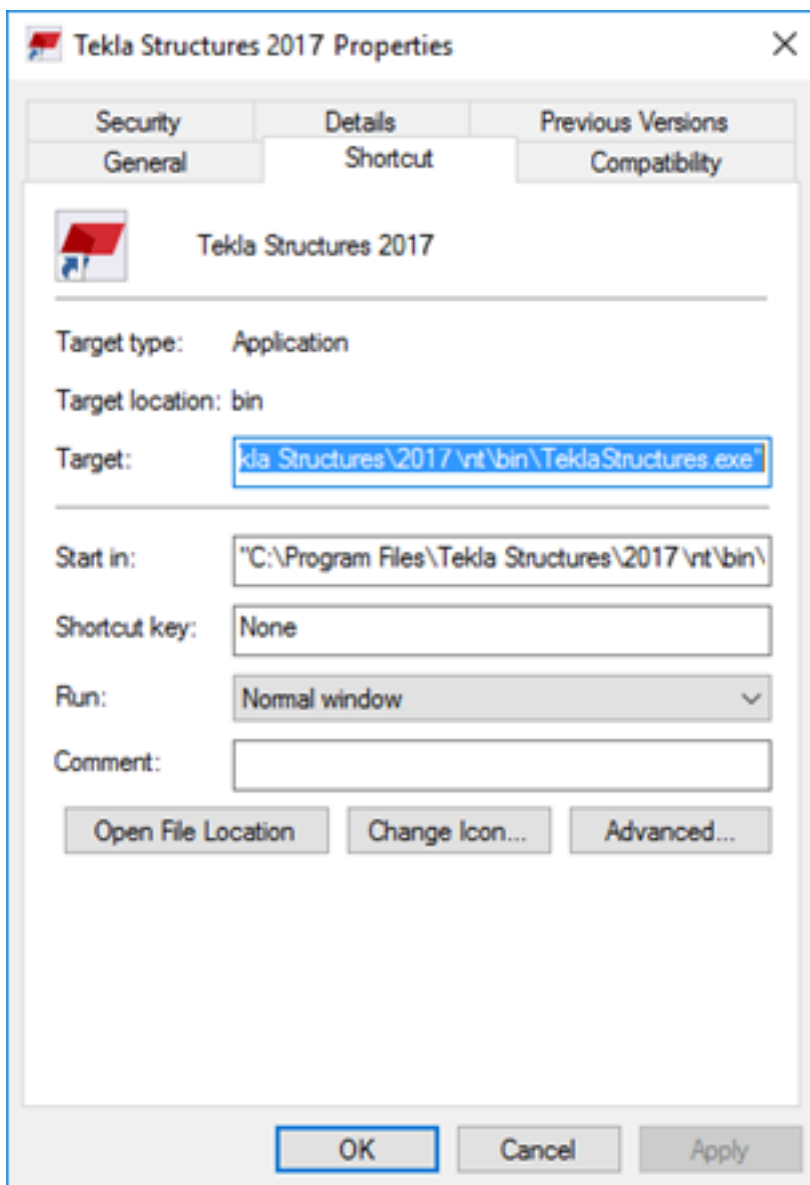 Tekla Structures 2017 Properties
Security Details Previous Versions
General Shortcut Compatibility
Tekla Structures 2017
Target type: Application
Target location: bin
Target: kla Structures\2017\nt\bin\TeklaStructures.exe"
Start in: "C:\Program Files\Tekla Structures\2017\nt\bin\
Shortcut key: None
Run: Normal window
Comment:
Open File Location Change Icon... Advanced...
OK Cancel Apply